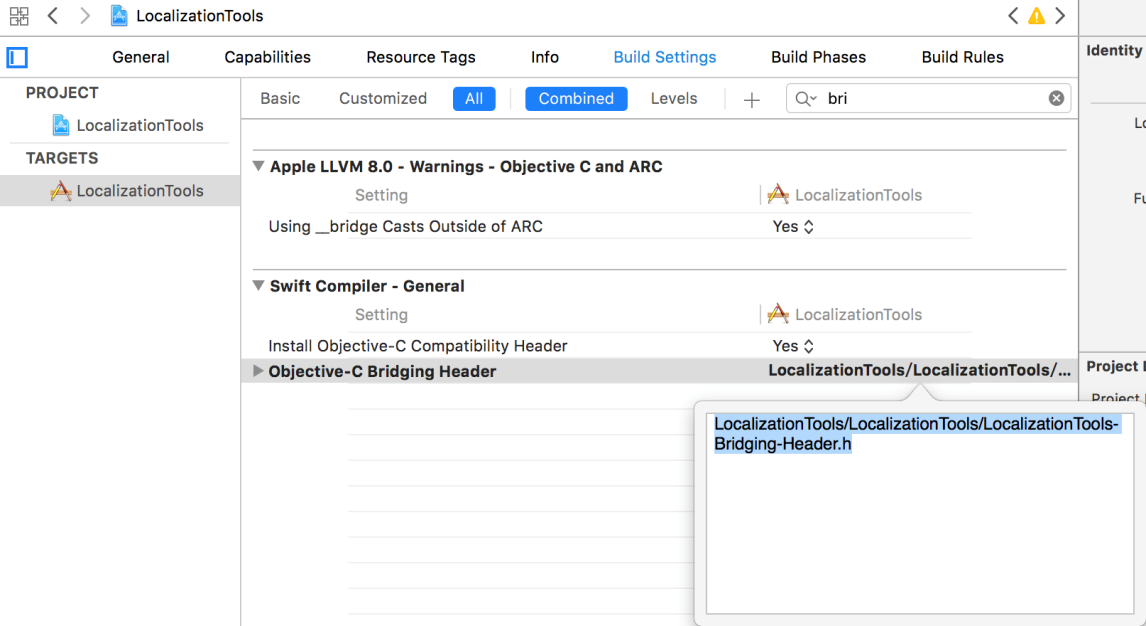 LocalizationTools
General Capabilities Resource Tags Info Build Settings Build Phases Build Rules
Identity
PROJECT
Basic Customized All Combined Levels + bri
LocalizationTools
TARGETS
LocalizationTools
Apple LLVM 8.0 - Warnings - Objective C and ARC
Setting LocalizationTools
Using __bridge Casts Outside of ARC Yes
Swift Compiler - General
Setting LocalizationTools
Install Objective-C Compatibility Header Yes
Objective-C Bridging Header LocalizationTools/LocalizationTools/...
Project
Project
LocalizationTools/LocalizationTools/LocalizationTools-
Bridging-Header.h